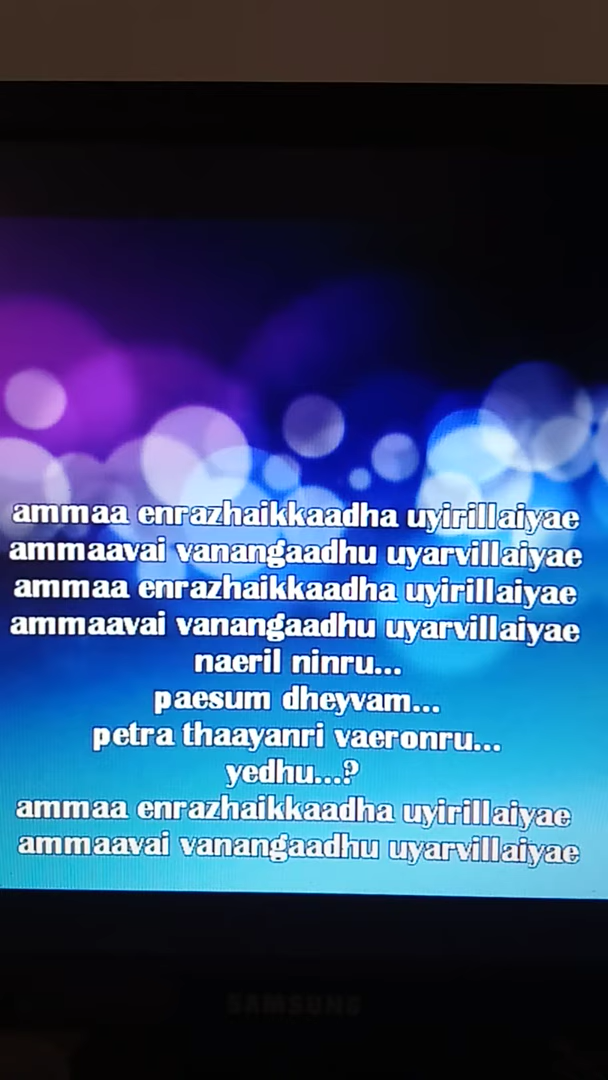 ammaa enrazhaikkaadha uyirillaiyae
ammaavai vanangaadhu uyarvillaiyae
ammaa enrazhaikkaadha uyirillaiyae
ammaavai vanangaadhu uyarvillaiyae
naeril ninru...
paesum dheyvam...
petra thaayanri vaeronru...
yedhu...?
ammaa enrazhaikkaadha uyirillaiyae
ammaavai vanangaadhu uyarvillaiyae
SAMSUNG